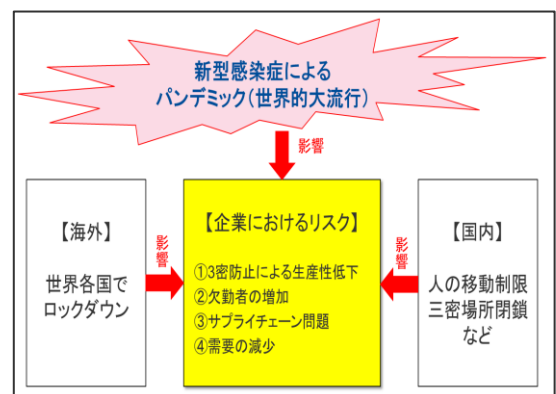 新型感染症による
パンデミック（世界的大流行）
影響
【海外】
世界各国で
ロックダウン
影響
【企業におけるリスク】
①3密防止による生産性低下
②欠勤者の増加
③サプライチェーン問題
④需要の減少
影響
【国内】
人の移動制限
三密場所閉鎖
など